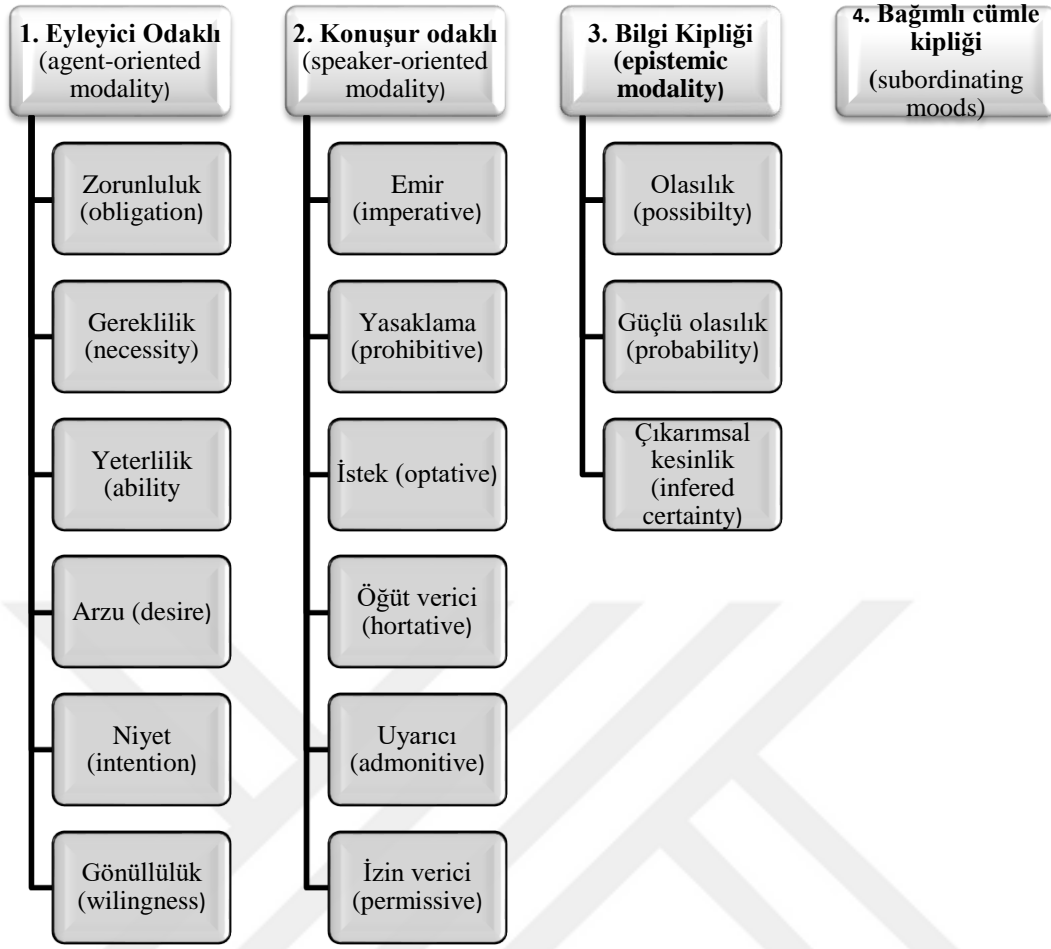 1. Eyleyici Odaklı
(agent-oriented
modality)
Zorunluluk
(obligation)
Gereklilik
(necessity)
Yeterlilik
(ability
Arzu (desire)
Niyet
(intention)
Gönüllülük
(wilingness)
2. Konuşur odaklı
(speaker-oriented
modality)
Emir
(imperative)
Yasaklama
(prohibitive)
İstek (optative)
Öğüt verici
(hortative)
Uyarıcı
(admonitive)
İzin verici
(permissive)
3. Bilgi Kipliği
(epistemic
modality)
Olasılık
(possibilty)
Güçlü olasılık
(probability)
Çıkarımsal
kesinlik
(infered
certainty)
4. Bağımlı cümle
kipliği
(subordinating
moods)